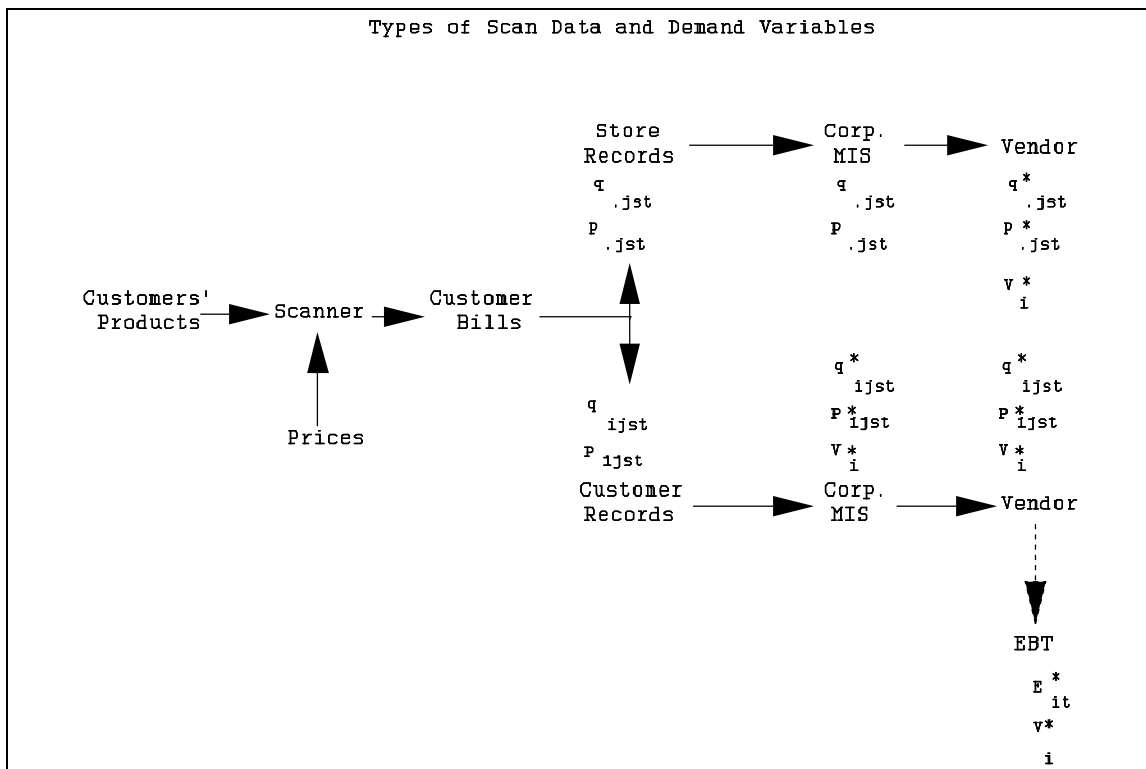 Types of Scan Data and Demand Variables
Store
Records
Corp.
MIS
Vendor
q .jst
p .jst
q .jst
p .jst
q* .jst
p* .jst
V* i
Customers'
Products
Scanner
Customer
Bills
Prices
q ijst
p ijst
Customer
Records
q* ijst
p* ijst
V* i
Corp.
MIS
q* ijst
p* ijst
V* i
Vendor
EBT
E* it
V* i